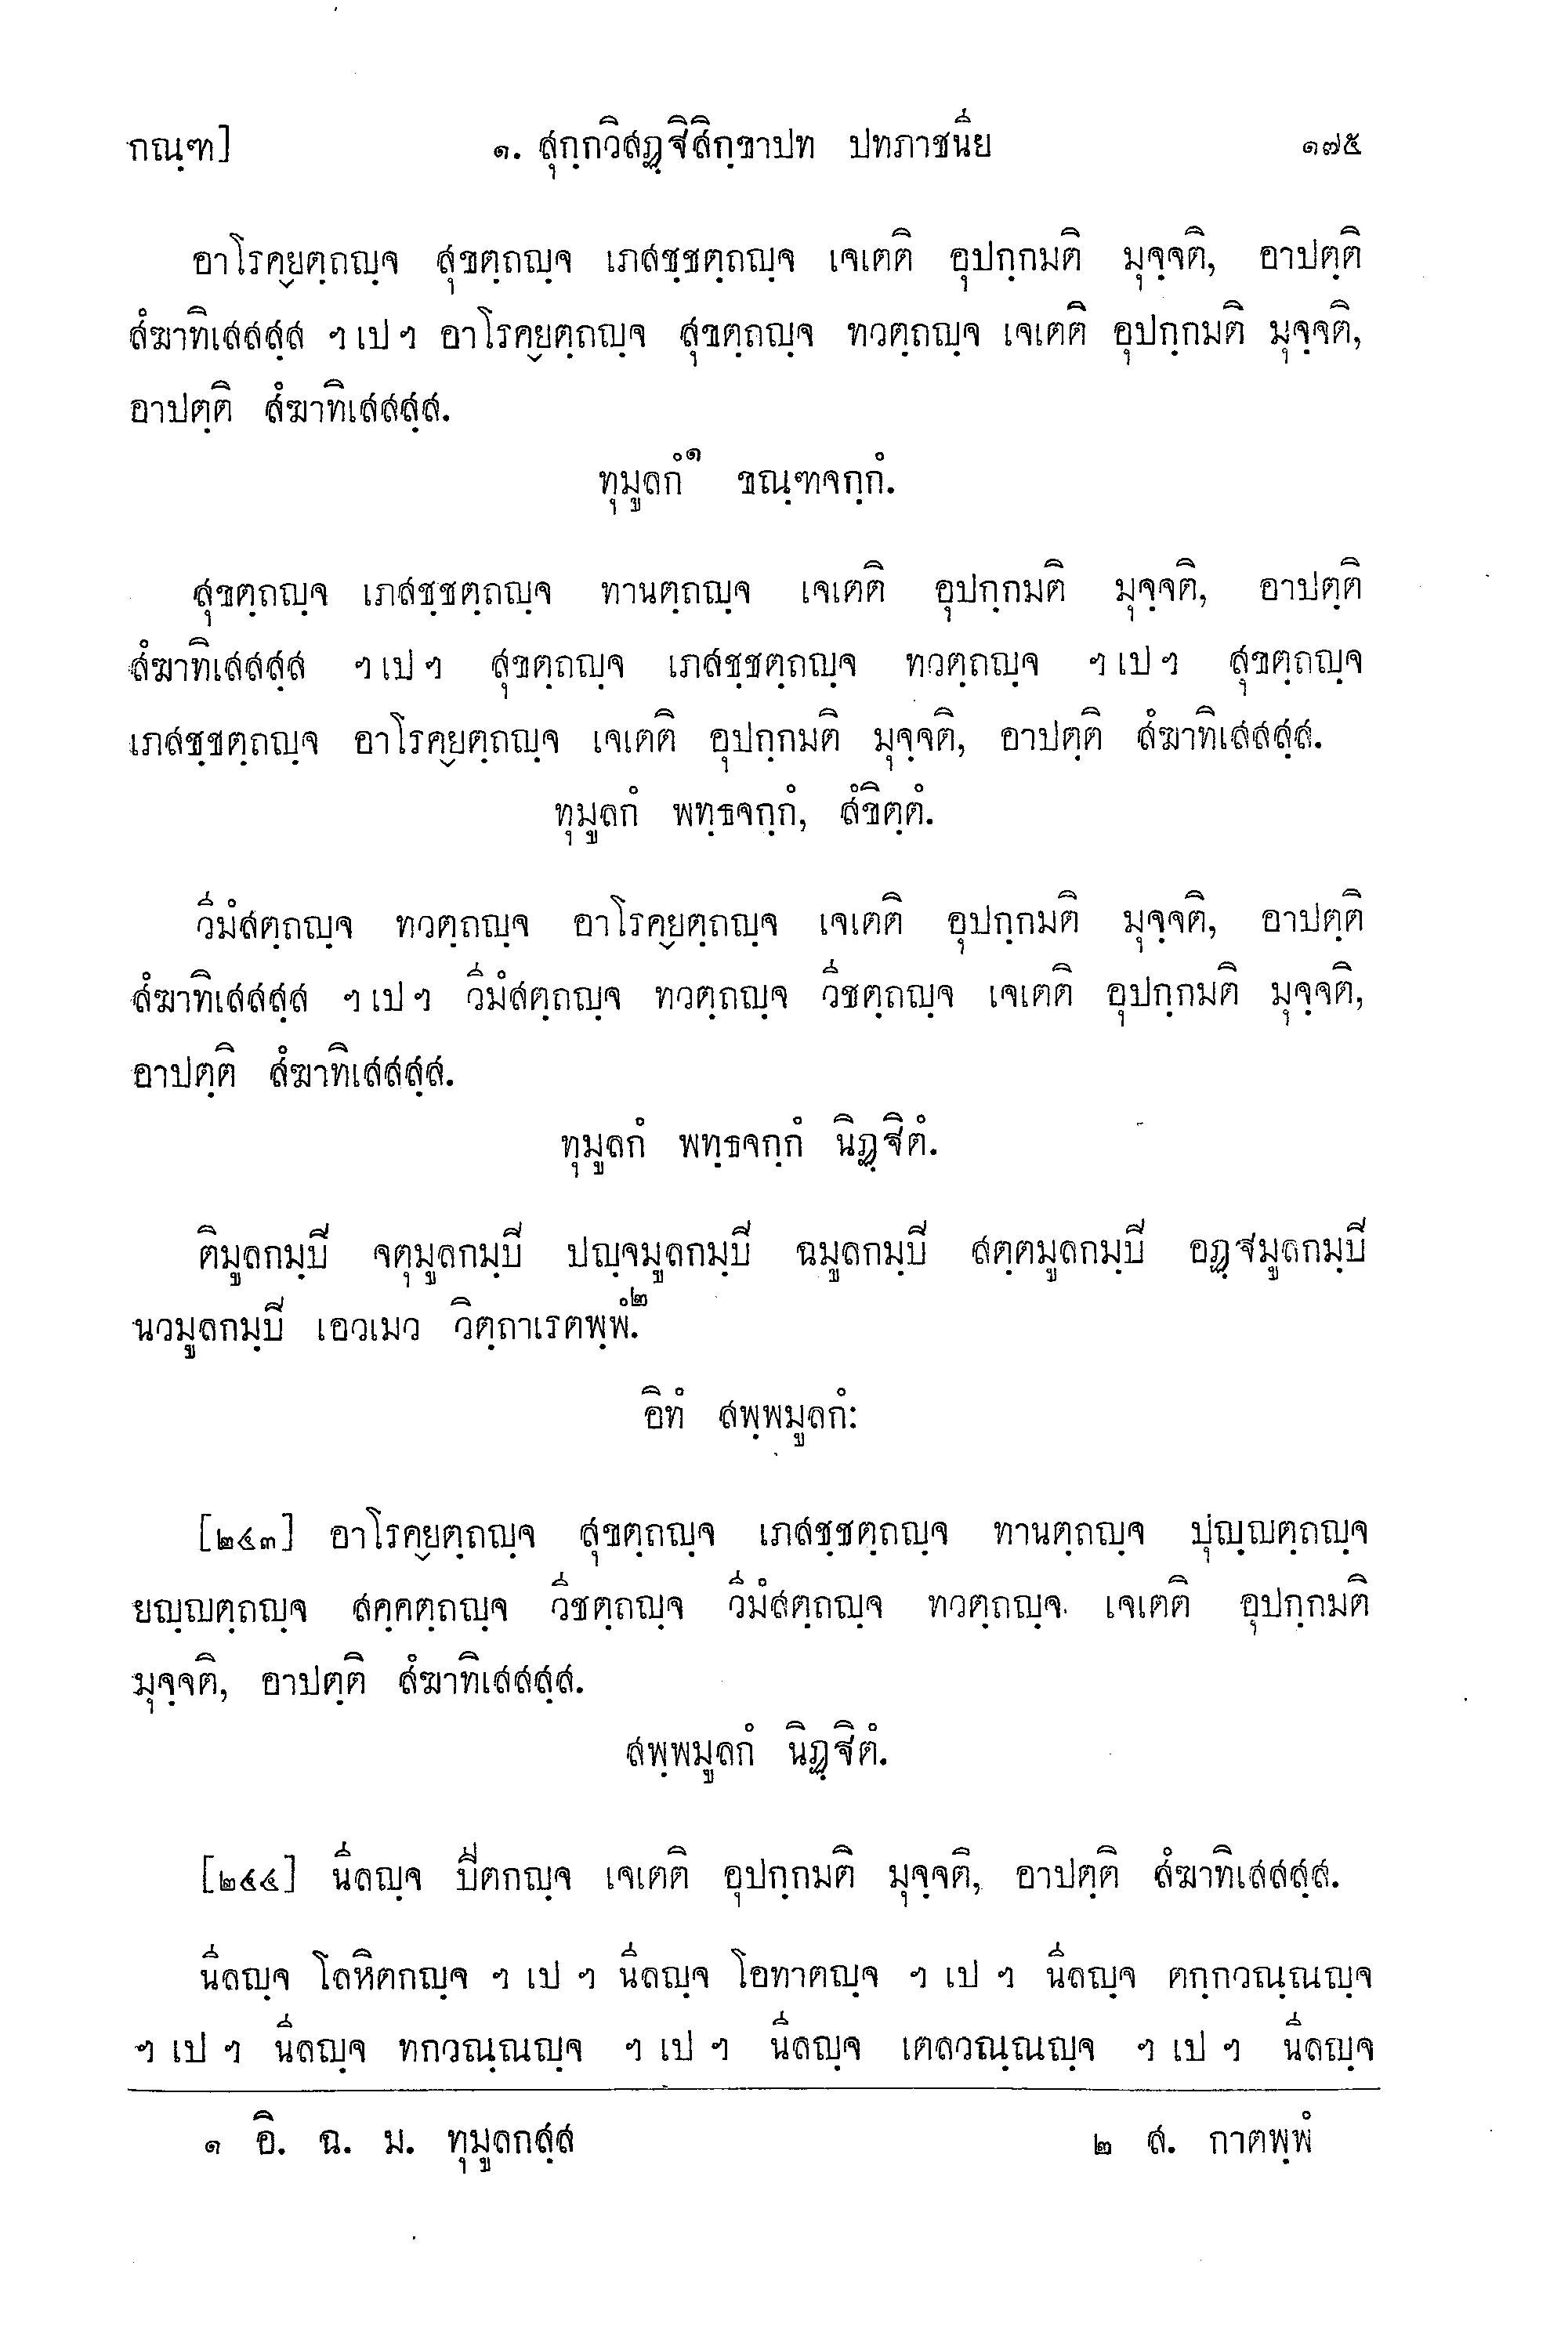 กณฺฑ] ๑. สุกฺกวิสฏฺฐิสิกฺขาปท ปทภาชนีย ๑๗๕
อาโรคฺยตฺถญฺจ สุขตฺถญฺจ เภสชฺชตฺถญฺจ เจเตติ อุปกฺกมติ มุจฺจติ, อาปตฺติ
สํฆาทิเสสสฺส ฯ เป ฯ อาโรคฺยตฺถญฺจ สุขตฺถญฺจ ทวตฺถญฺจ เจเตติ อุปกฺกมติ มุจฺจติ,
อาปตฺติ สํฆาทิเสสสฺส.
ทุมูลกํ๑ ขณฺฑจกฺกํ.
สุขตฺถญฺจ เภสชฺชตฺถญฺจ ทานตฺถญฺจ เจเตติ อุปกฺกมติ มุจฺจติ, อาปตฺติ
สํฆาทิเสสสฺส ฯ เป ฯ สุขตฺถญฺจ เภสชฺชตฺถญฺจ ทวตฺถญฺจ ฯ เป ฯ สุขตฺถญฺจ
เภสชฺชตฺถญฺจ อาโรคฺยตฺถญฺจ เจเตติ อุปกฺกมติ มุจฺจติ, อาปตฺติ สํฆาทิเสสสฺส.
ทุมูลกํ พทฺธจกฺกํ, สํขิตฺตํ.
วีมํสตฺถญฺจ ทวตฺถญฺจ อาโรคฺยตฺถญฺจ เจเตติ อุปกฺกมติ มุจฺจติ, อาปตฺติ
สํฆาทิเสสสฺส ฯ เป ฯ วีมํสตฺถญฺจ ทวตฺถญฺจ วีชตฺถญฺจ เจเตติ อุปกฺกมติ มุจฺจติ,
อาปตฺติ สํฆาทิเสสสฺส.
ทุมูลกํ พทฺธจกฺกํ นิฏฺฐิตํ.
ติมูลกมฺปี จตุมูลกมฺปี ปญฺจมูลกมฺปี ฉมูลกมฺปี สตฺตมูลกมฺปี อฏฺฐมูลกมฺปี
นวมูลกมฺปี เอวเมว วิตฺถาเรตพฺพํ.๒
อิทํ สพฺพมูลกํ:
[๒๔๓] อาโรคฺยตฺถญฺจ สุขตฺถญฺจ เภสชฺชตฺถญฺจ ทานตฺถญฺจ ปุญฺญตฺถญฺจ
ยญฺญตฺถญฺจ สคฺคตฺถญฺจ วีชตฺถญฺจ วีมํสตฺถญฺจ ทวตฺถญฺจ เจเตติ อุปกฺกมติ
มุจฺจติ, อาปตฺติ สํฆาทิเสสสฺส.
สพฺพมูลกํ นิฏฺฐิตํ.
[๒๔๔] นีลญฺจ ปีตกญฺจ เจเตติ อุปกฺกมติ มุจฺจติ, อาปตฺติ สํฆาทิเสสสฺส.
นีลญฺจ โลหิตกญฺจ ฯ เป ฯ นีลญฺจ โอทาตญฺจ ฯ เป ฯ นีลญฺจ ตกฺกวณฺณญฺจ
ฯ เป ฯ นีลญฺจ ทกวณฺณญฺจ ฯ เป ฯ นีลญฺจ เตลวณฺณญฺจ ฯ เป ฯ นีลญฺจ
๑ อิ. ฉ. ม. ทุมูลกสฺส ๒ ส. กาตพฺพํ